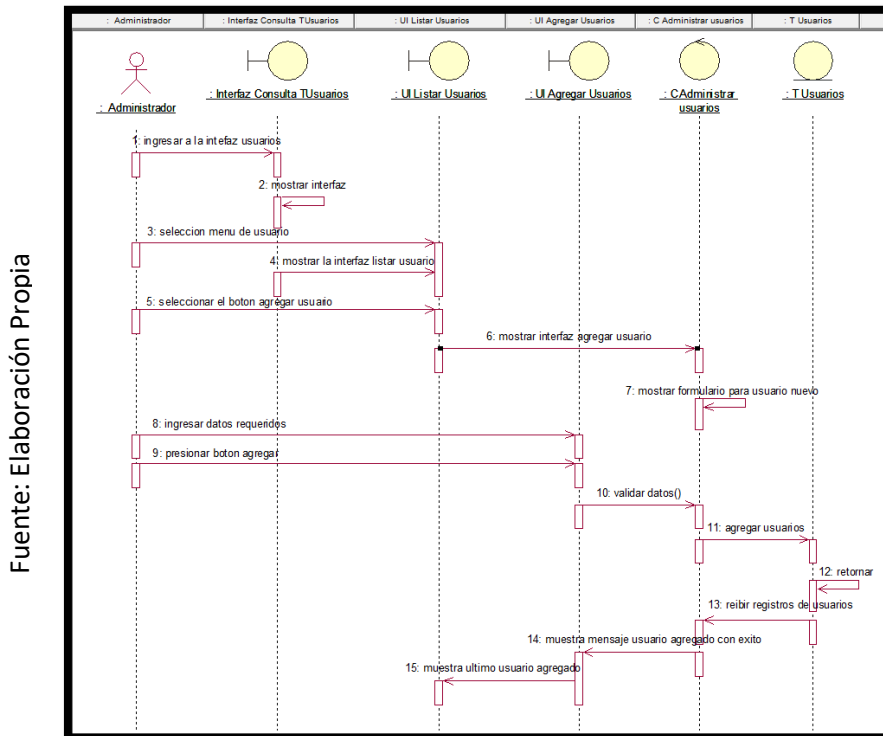 : Administrador
: Interfaz Consulta TUsuarios
: UI Listar Usuarios
: UI Agregar Usuarios
: C Administrar usuarios
: T Usuarios
: Administrador
: Interfaz Consulta TUsuarios
: UI Listar Usuarios
: UI Agregar Usuarios
: CAdministrar
usuarios
: T Usuarios
1: ingresar a la intefaz usuarios
2: mostrar interfaz
3: seleccion menu de usuario
4: mostrar la interfaz listar usuario
5: seleccionar el boton agregar usuario
6: mostrar interfaz agregar usuario
7: mostrar formulario para usuario nuevo
8: ingresar datos requeridos
9: presionar boton agregar
10: validar datos()
11: agregar usuarios
12: retornar
13: reibir registros de usuarios
14: muestra mensaje usuario agregado con exito
15: muestra ultimo usuario agregado
Fuente: Elaboración Propia